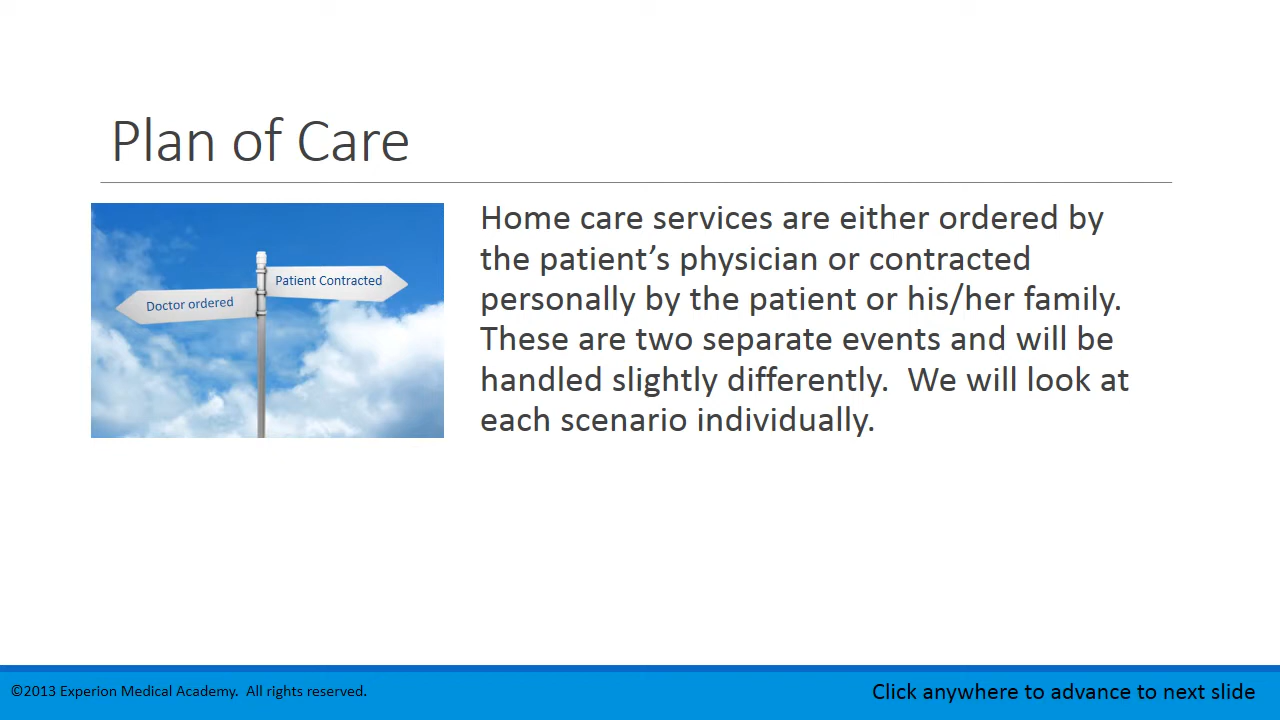 Plan of Care
Doctor ordered
Patient Contracted
Home care services are either ordered by
the patient’s physician or contracted
personally by the patient or his/her family.
These are two separate events and will be
handled slightly differently.  We will look at
each scenario individually.
©2013 Experion Medical Academy.  All rights reserved.
Click anywhere to advance to next slide